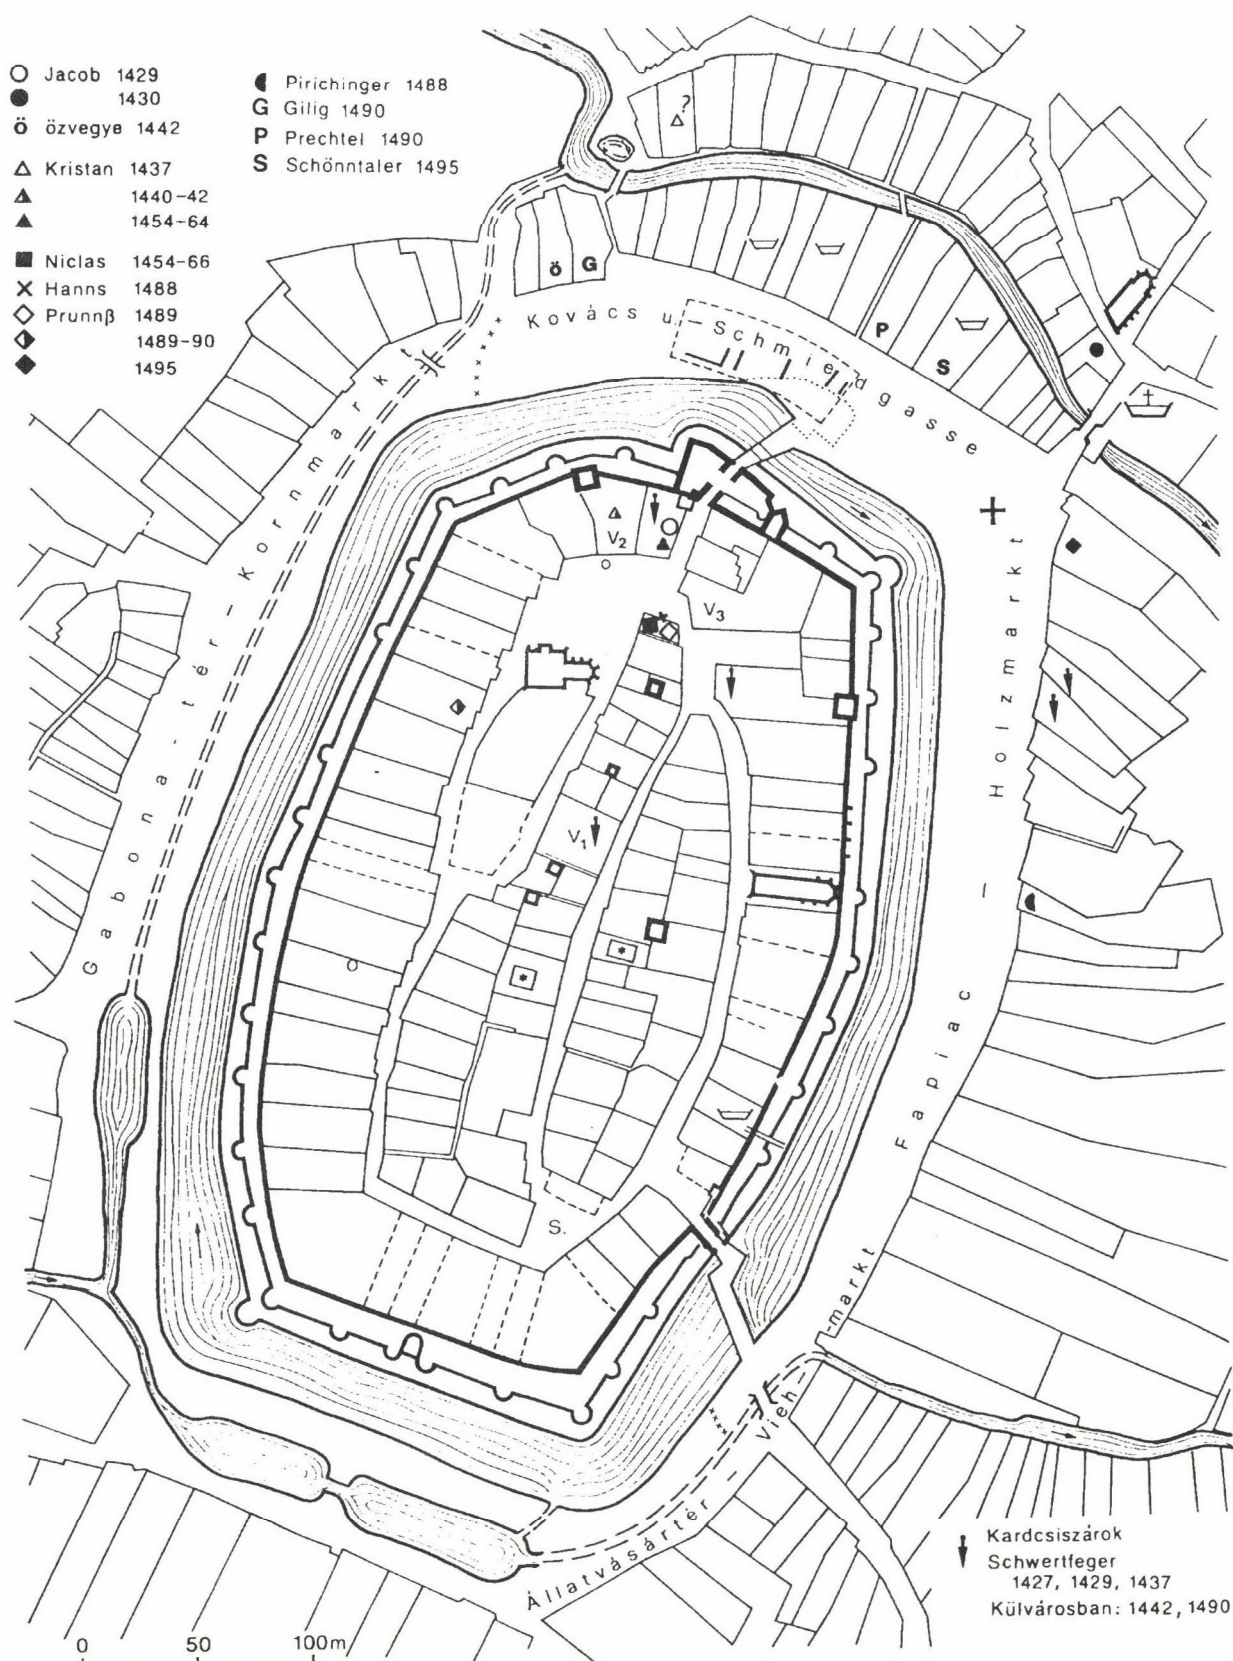 Jacob 1429
1430
özvegye 1442
Kristan 1437
1440-42
1454-64
Niclas 1454-66
Hanns 1488
Prunnβ 1489
1489-90
1495
Pirichinger 1488
G Gilig 1490
P Prechtel 1490
S Schönntaler 1495
?
ö G
Kovács u.-Schmiedgasse
P
S
Gabona-tér-Kornmarkt
V2
V3
V1
S.
Fapiac - Holzmarkt
Állatvásártér - Vieh-markt
Kardcsiszárok
Schwertfeger
1427, 1429, 1437
Külvárosban: 1442, 1490
0 50 100m